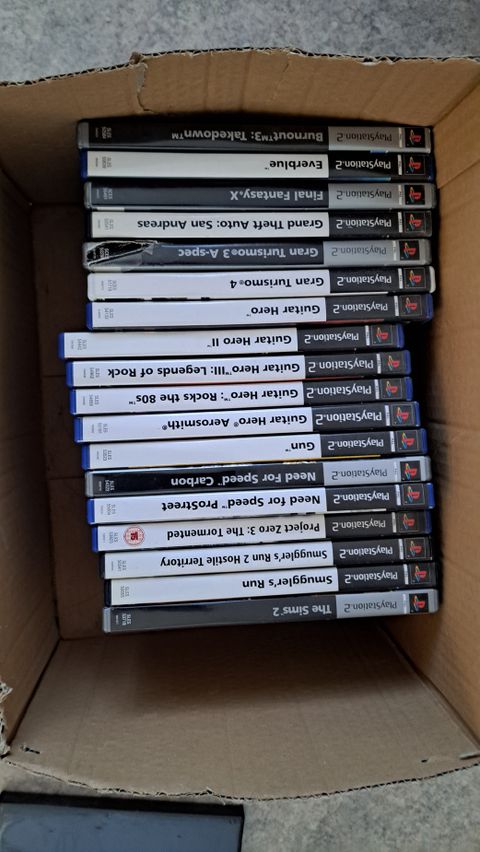 PlayStation.2 Burnout™3: Takedown™
PlayStation.2 Everblue™
PlayStation.2 Final Fantasy®X
PlayStation.2 Grand Theft Auto: San Andreas
PlayStation.2 Gran Turismo®3 A-spec
PlayStation.2 Gran Turismo®4
PlayStation.2 Guitar Hero™
PlayStation.2 Guitar Hero II™
PlayStation.2 Guitar Hero™III: Legends of Rock
PlayStation.2 Guitar Hero™: Rocks the 80s™
PlayStation.2 Guitar Hero® Aerosmith®
PlayStation.2 Gun™
PlayStation.2 Need For Speed™ Carbon
PlayStation.2 Need for Speed™ ProStreet
PlayStation.2 Project Zero 3: The Tormented
PlayStation.2 Smuggler's Run 2 Hostile Territory
PlayStation.2 Smuggler's Run
PlayStation.2 The Sims™2